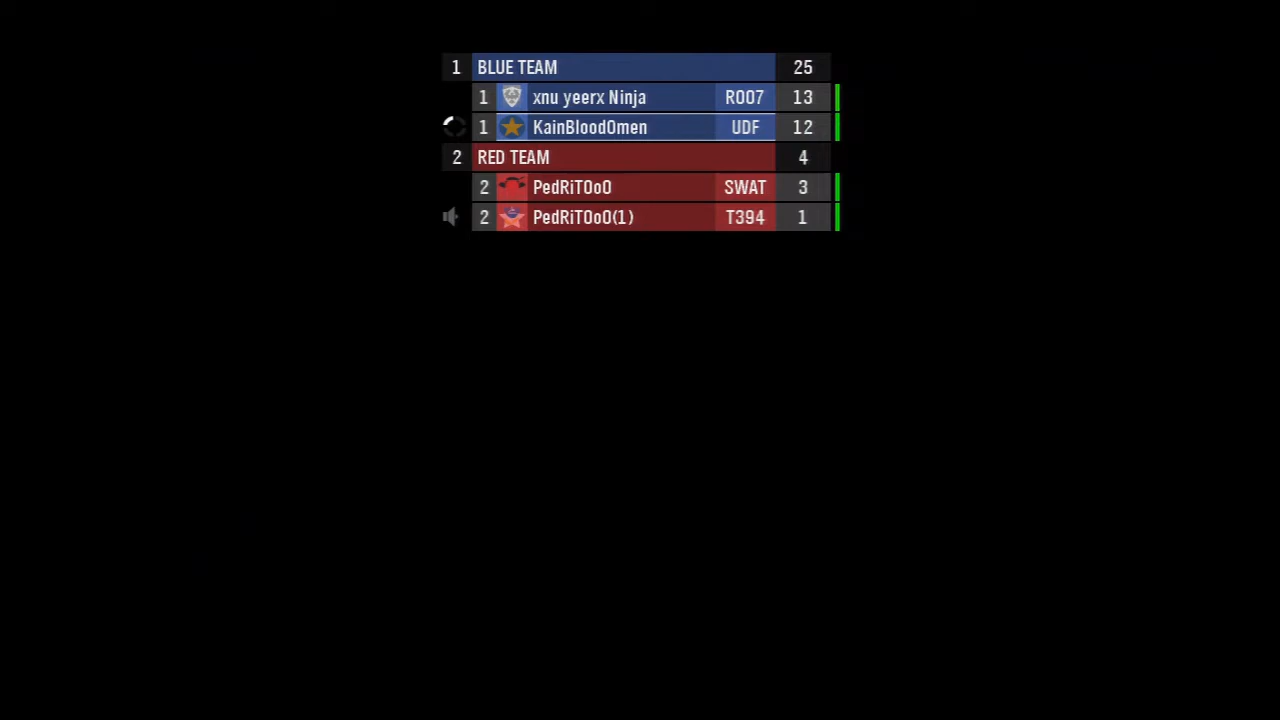 1 BLUE TEAM 25
1 xnu yeerx Ninja R007 13
1 KainBloodOmen UDF 12
2 RED TEAM 4
2 PedRiTOoO SWAT 3
2 PedRiTOoO(1) T394 1